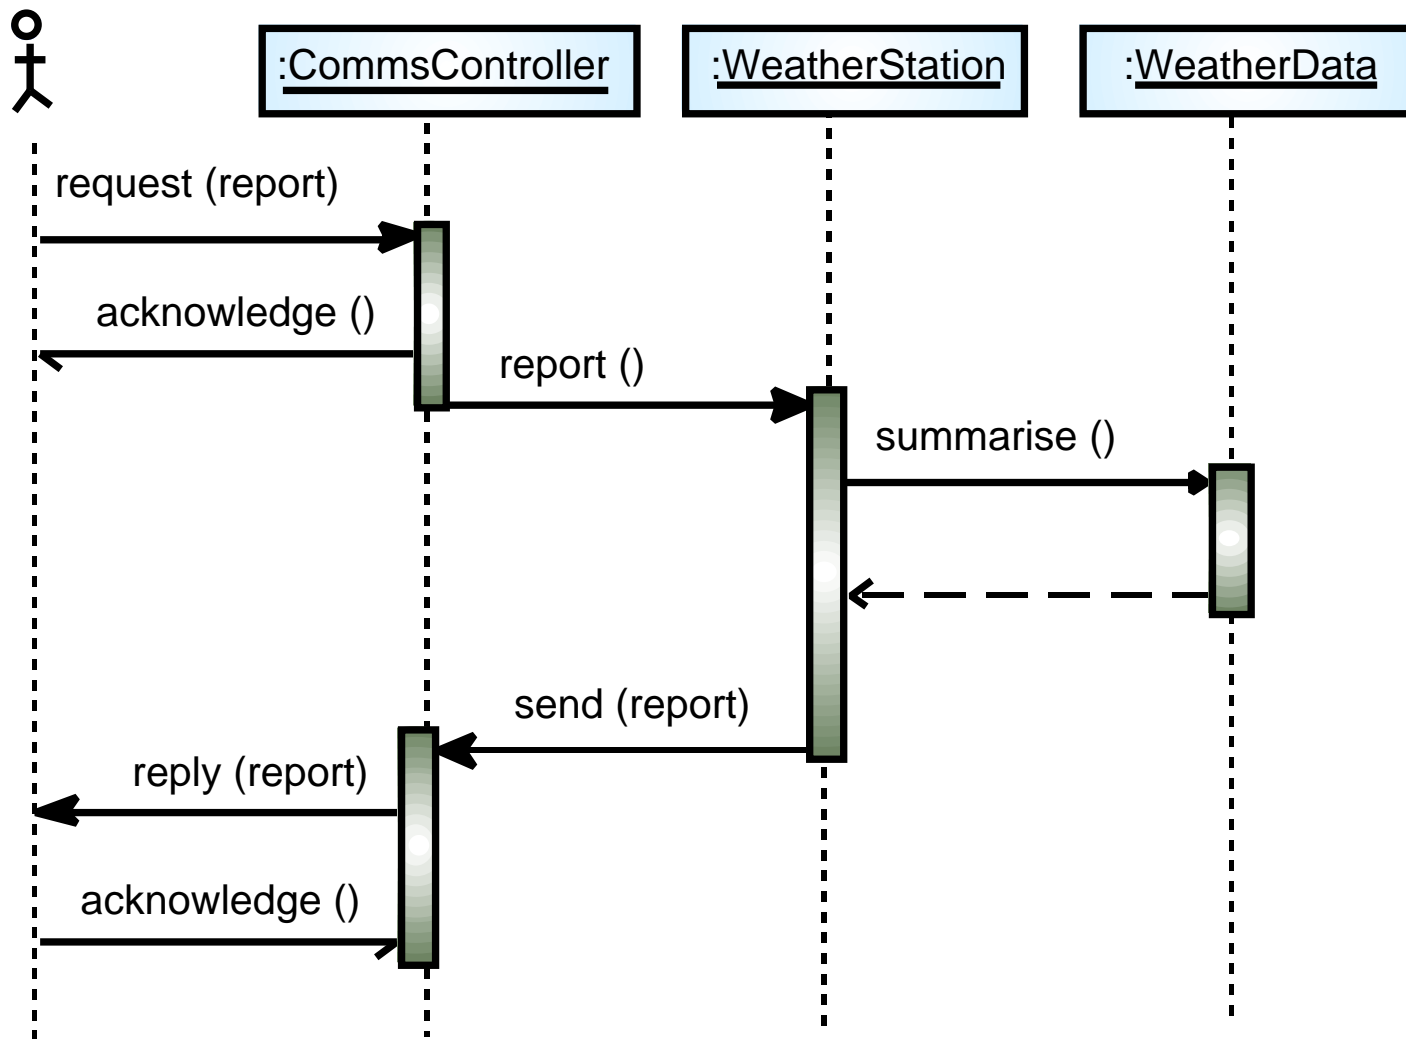 :CommsController
:WeatherStation
:WeatherData
request (report)
acknowledge ()
report ()
summarise ()
send (report)
reply (report)
acknowledge ()